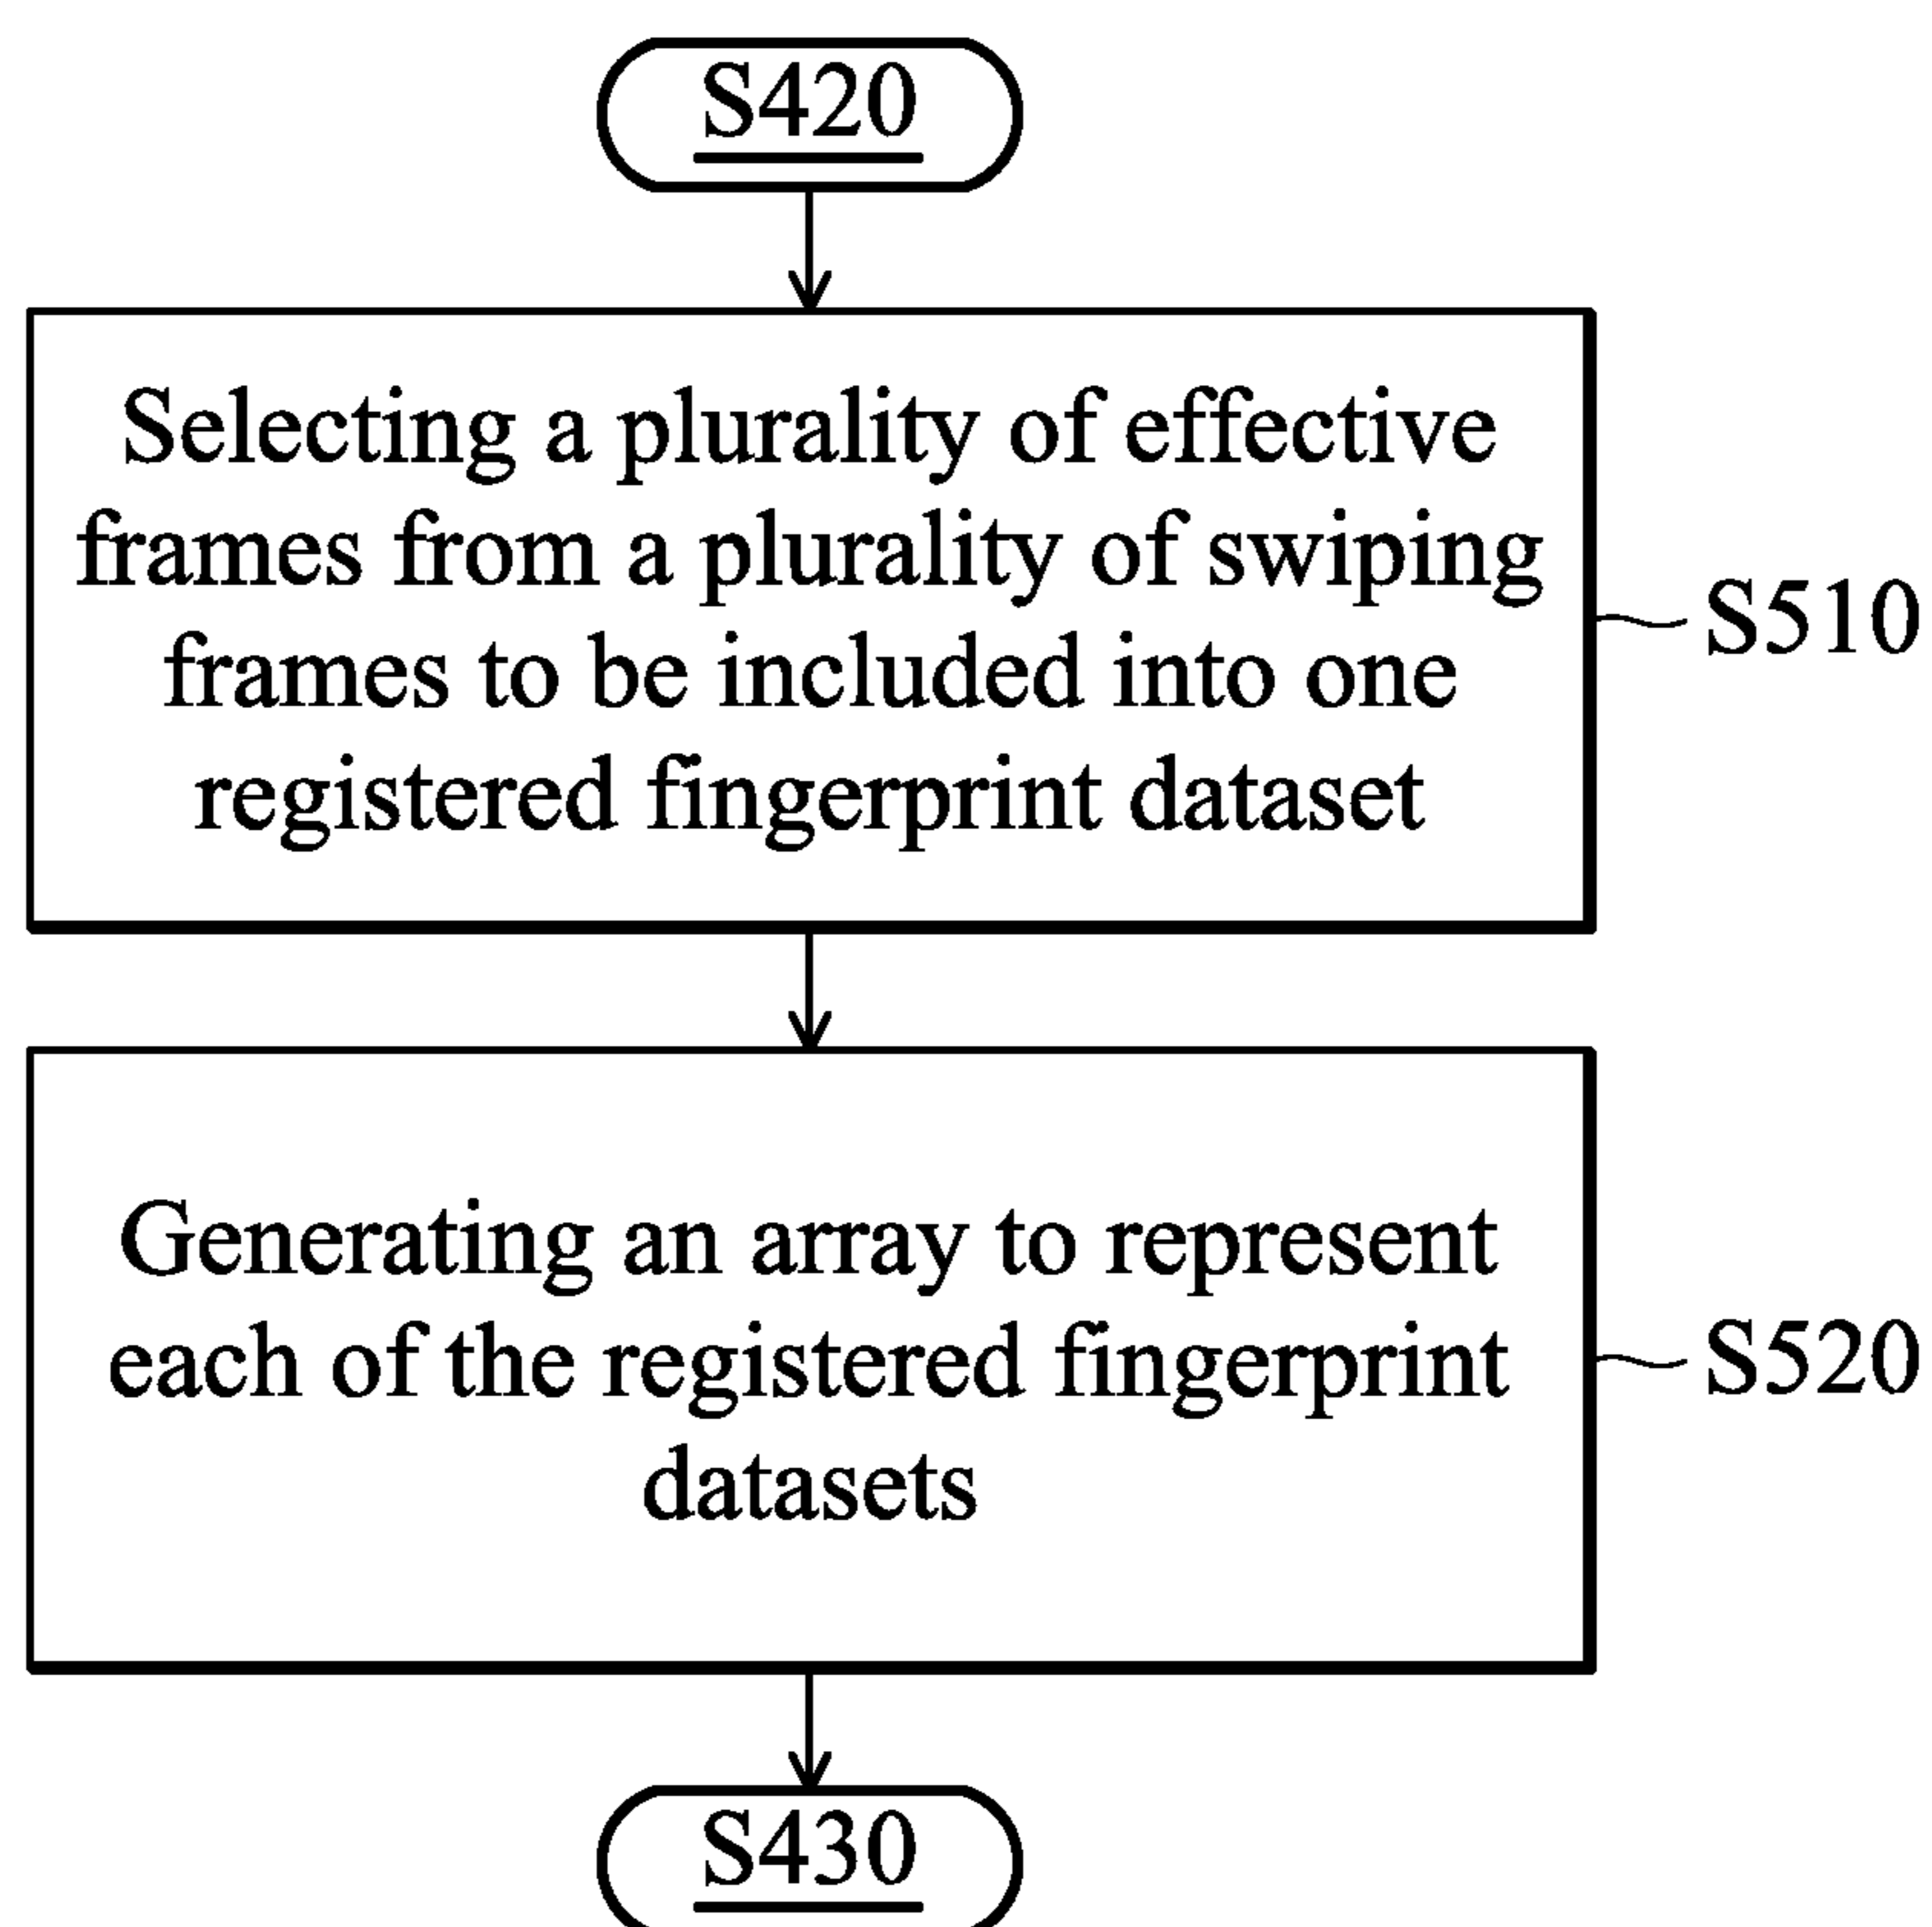 S420
Selecting a plurality of effective
frames from a plurality of swiping
frames to be included into one
registered fingerprint dataset
S510
Generating an array to represent
each of the registered fingerprint
datasets
S520
S430